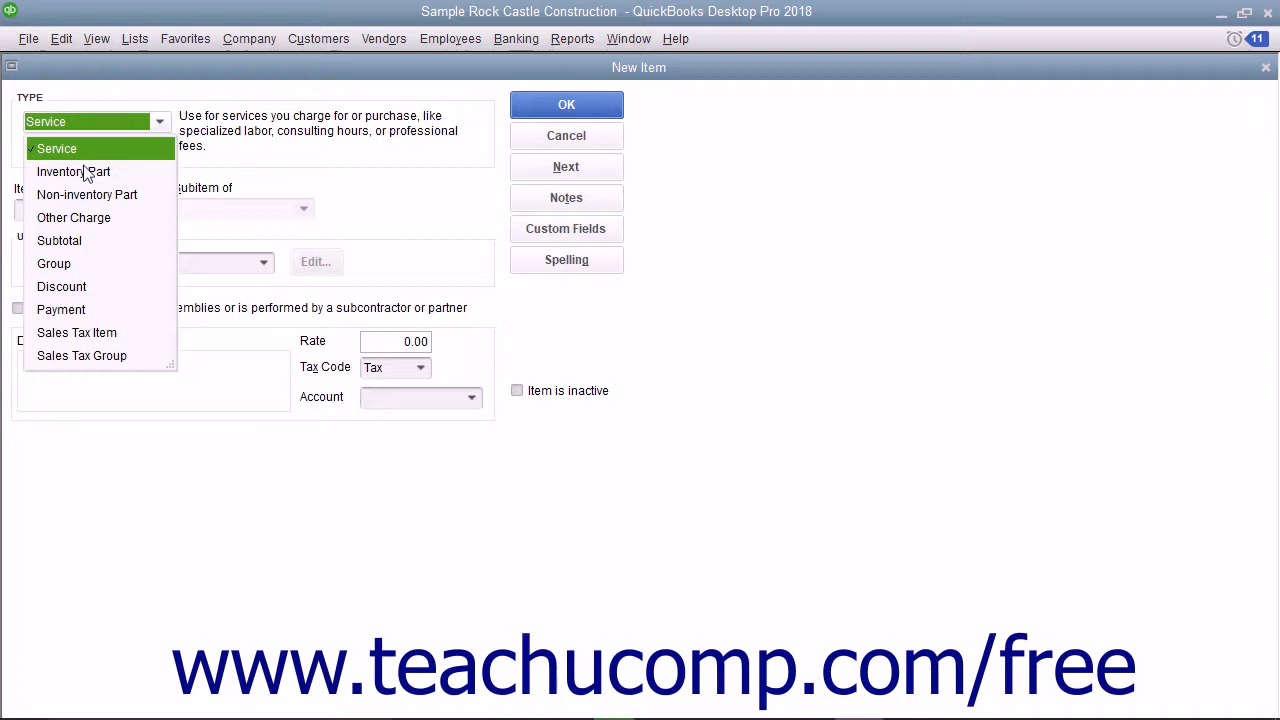 Sample Rock Castle Construction - QuickBooks Desktop Pro 2018
File Edit View Lists Favorites Company Customers Vendors Employees Banking Reports Window Help 11
New Item
TYPE
Service
Use for services you charge for or purchase, like
specialized labor, consulting hours, or professional
fees.
Service
Inventory Part
Non-inventory Part
Other Charge
Subtotal
Group
Discount
Payment
Sales Tax Item
Sales Tax Group
ubitem of
Edit...
emblies or is performed by a subcontractor or partner
Rate 0.00
Tax Code Tax
Account
OK
Cancel
Next
Notes
Custom Fields
Spelling
Item is inactive
www.teachucomp.com/free